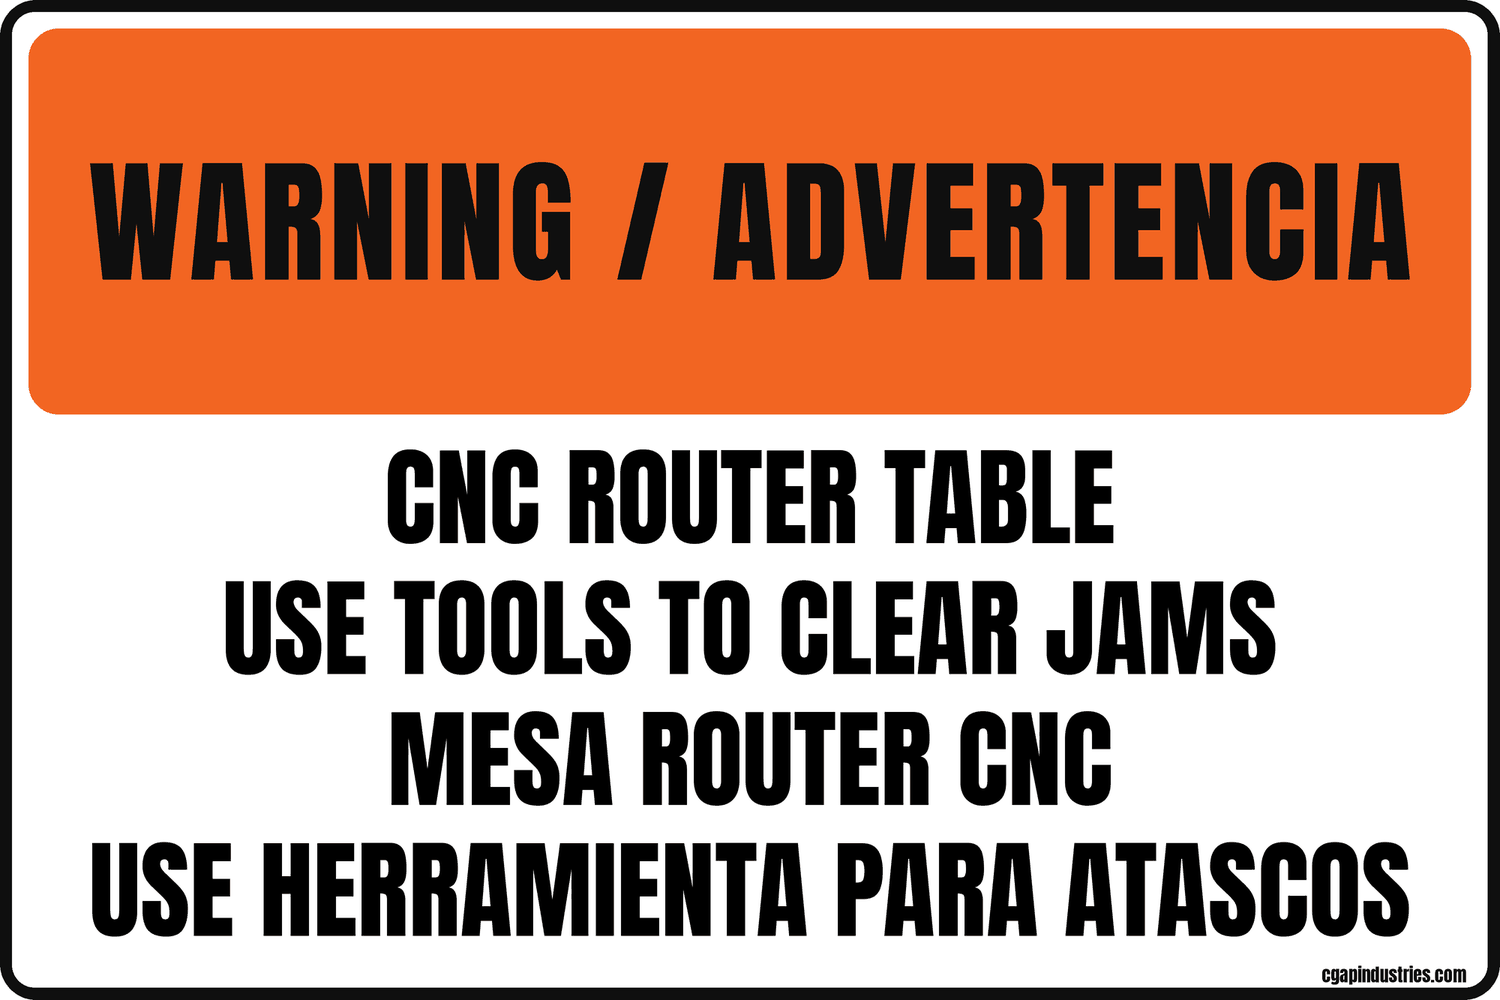 WARNING / ADVERTENCIA
CNC ROUTER TABLE
USE TOOLS TO CLEAR JAMS
MESA ROUTER CNC
USE HERRAMIENTA PARA ATASCOS
cgapindustries.com